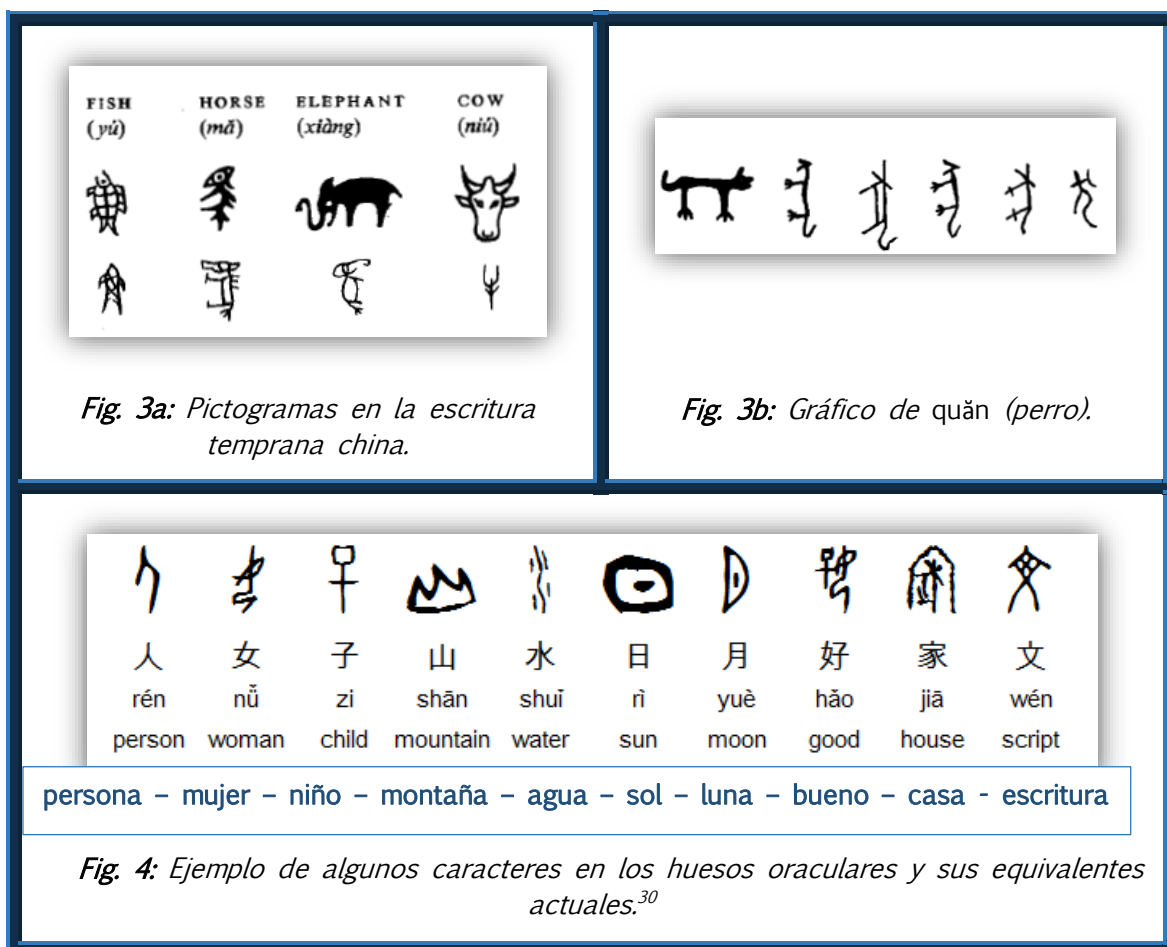 FISH HORSE ELEPHANT COW
(yú) (mă) (xiàng) (niú)
Fig. 3a: Pictogramas en la escritura
temprana china.
Fig. 3b: Gráfico de quăn (perro).
人 女 子 山 水 日 月 好 家 文
rén nǚ zi shān shuǐ rì yuè hăo jiā wén
person woman child mountain water sun moon good house script
persona – mujer – niño – montaña – agua – sol – luna – bueno – casa - escritura
Fig. 4: Ejemplo de algunos caracteres en los huesos oraculares y sus equivalentes
actuales.30